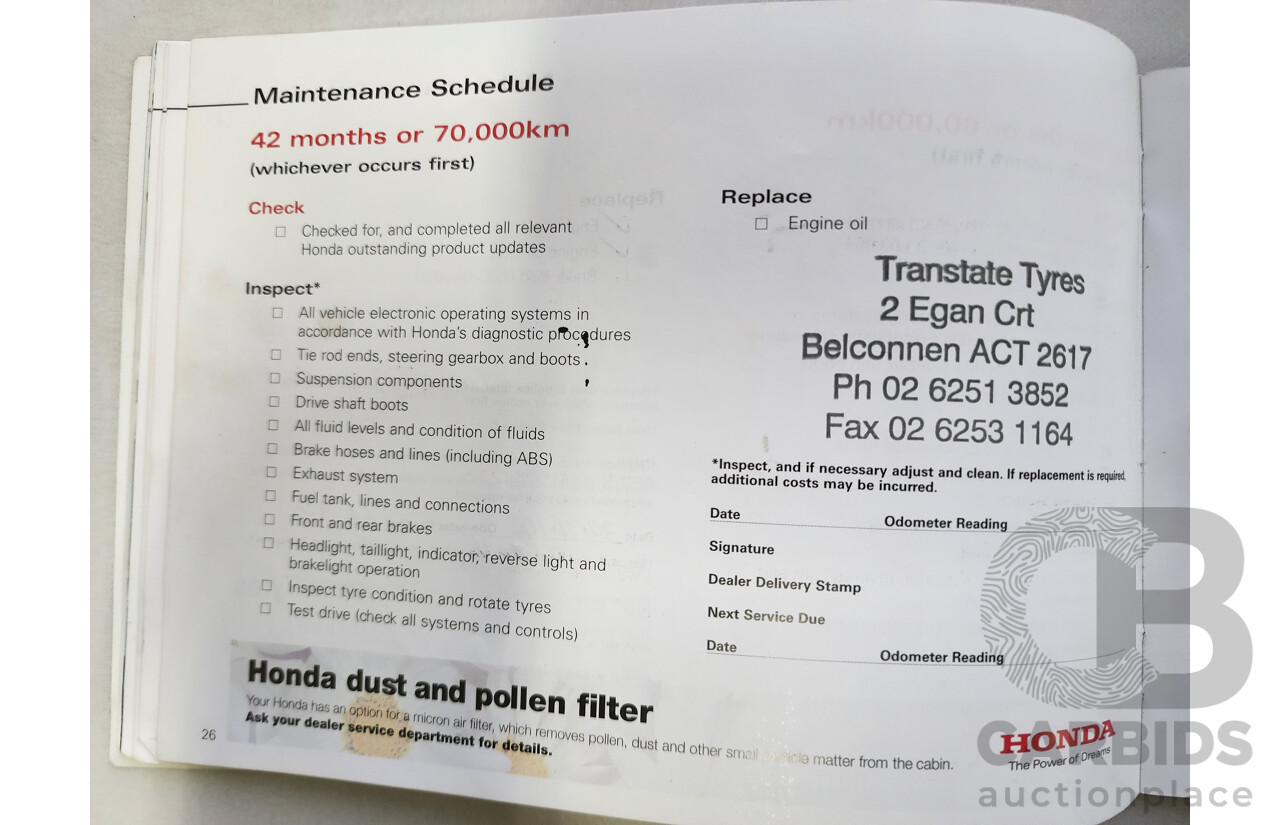 Maintenance Schedule
42 months or 70,000km
(whichever occurs first)
Check
Checked for, and completed all relevant
Honda outstanding product updates
Inspect*
All vehicle electronic operating systems in
accordance with Honda's diagnostic procedures
Tie rod ends, steering gearbox and boots
Suspension components
Drive shaft boots
All fluid levels and condition of fluids
Brake hoses and lines (including ABS)
Exhaust system
Fuel tank, lines and connections
Front and rear brakes
Headlight, taillight, indicator, reverse light and
brakelight operation
Inspect tyre condition and rotate tyres
Test drive (check all systems and controls)
Replace
Engine oil
Transtate Tyres
2 Egan Crt
Belconnen ACT 2617
Ph 02 6251 3852
Fax 02 6253 1164
*Inspect, and if necessary adjust and clean. If replacement is required,
additional costs may be incurred.
Date Odometer Reading
Signature
Dealer Delivery Stamp
Next Service Due
Date Odometer Reading
Honda dust and pollen filter
Your Honda has an option for a micron air filter, which removes pollen, dust and other small matter from the cabin.
Ask your dealer service department for details.
26
HONDA
The Power of Dreams
CB
CARBIDS
auctionplace